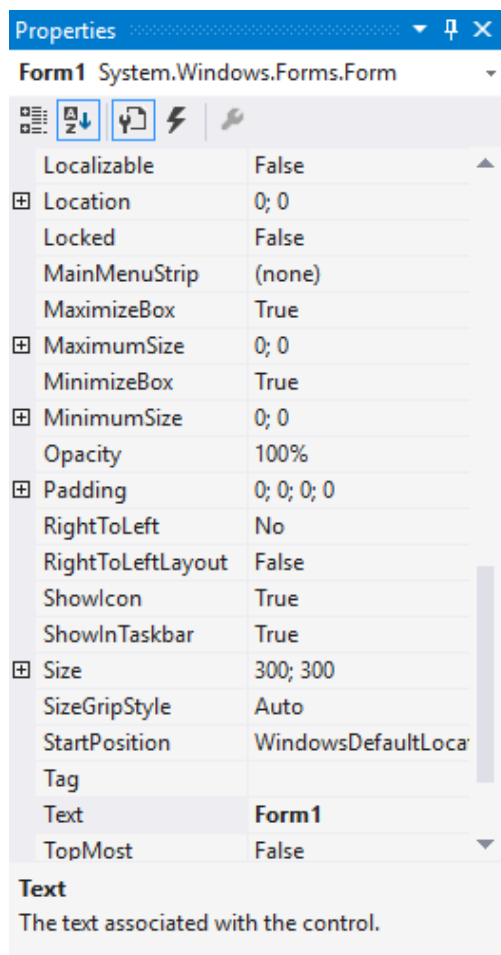 Properties
Form1 System.Windows.Forms.Form
Localizable False
Location 0; 0
Locked False
MainMenuStrip (none)
MaximizeBox True
MaximumSize 0; 0
MinimizeBox True
MinimumSize 0; 0
Opacity 100%
Padding 0; 0; 0; 0
RightToLeft No
RightToLeftLayout False
ShowIcon True
ShowInTaskbar True
Size 300; 300
SizeGripStyle Auto
StartPosition WindowsDefaultLocat
Tag
Text Form1
TopMost False
Text
The text associated with the control.